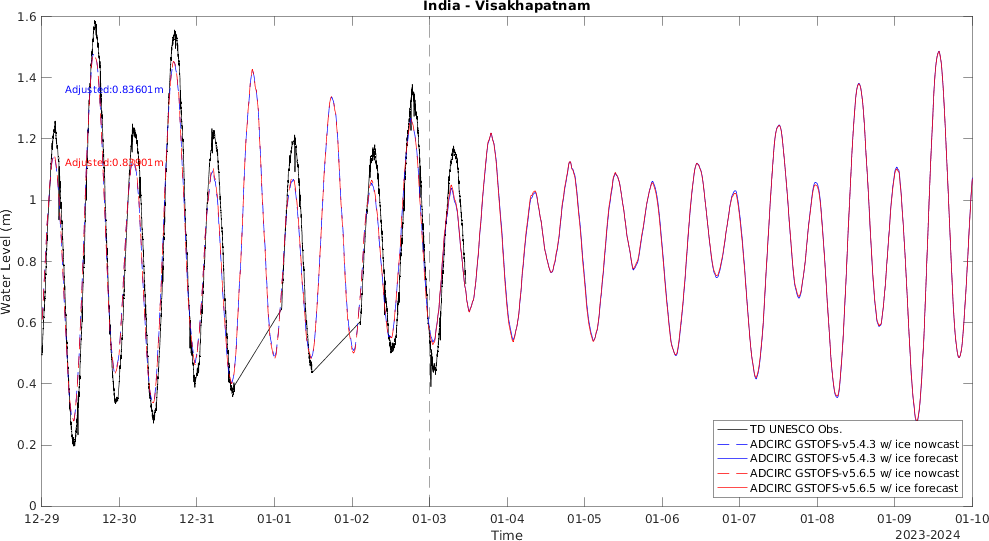 India - Visakhapatnam
1.6
1.4
1.2
1
0.8
0.6
0.4
0.2
0
Water Level (m)
Adjusted:0.83601m
TD UNESCO Obs.
ADCIRC GSTOFS-v5.4.3 w/ ice nowcast
ADCIRC GSTOFS-v5.4.3 w/ ice forecast
ADCIRC GSTOFS-v5.6.5 w/ ice nowcast
ADCIRC GSTOFS-v5.6.5 w/ ice forecast
12-29 12-30 12-31 01-01 01-02 01-03 01-04 01-05 01-06 01-07 01-08 01-09 01-10
Time
2023-2024